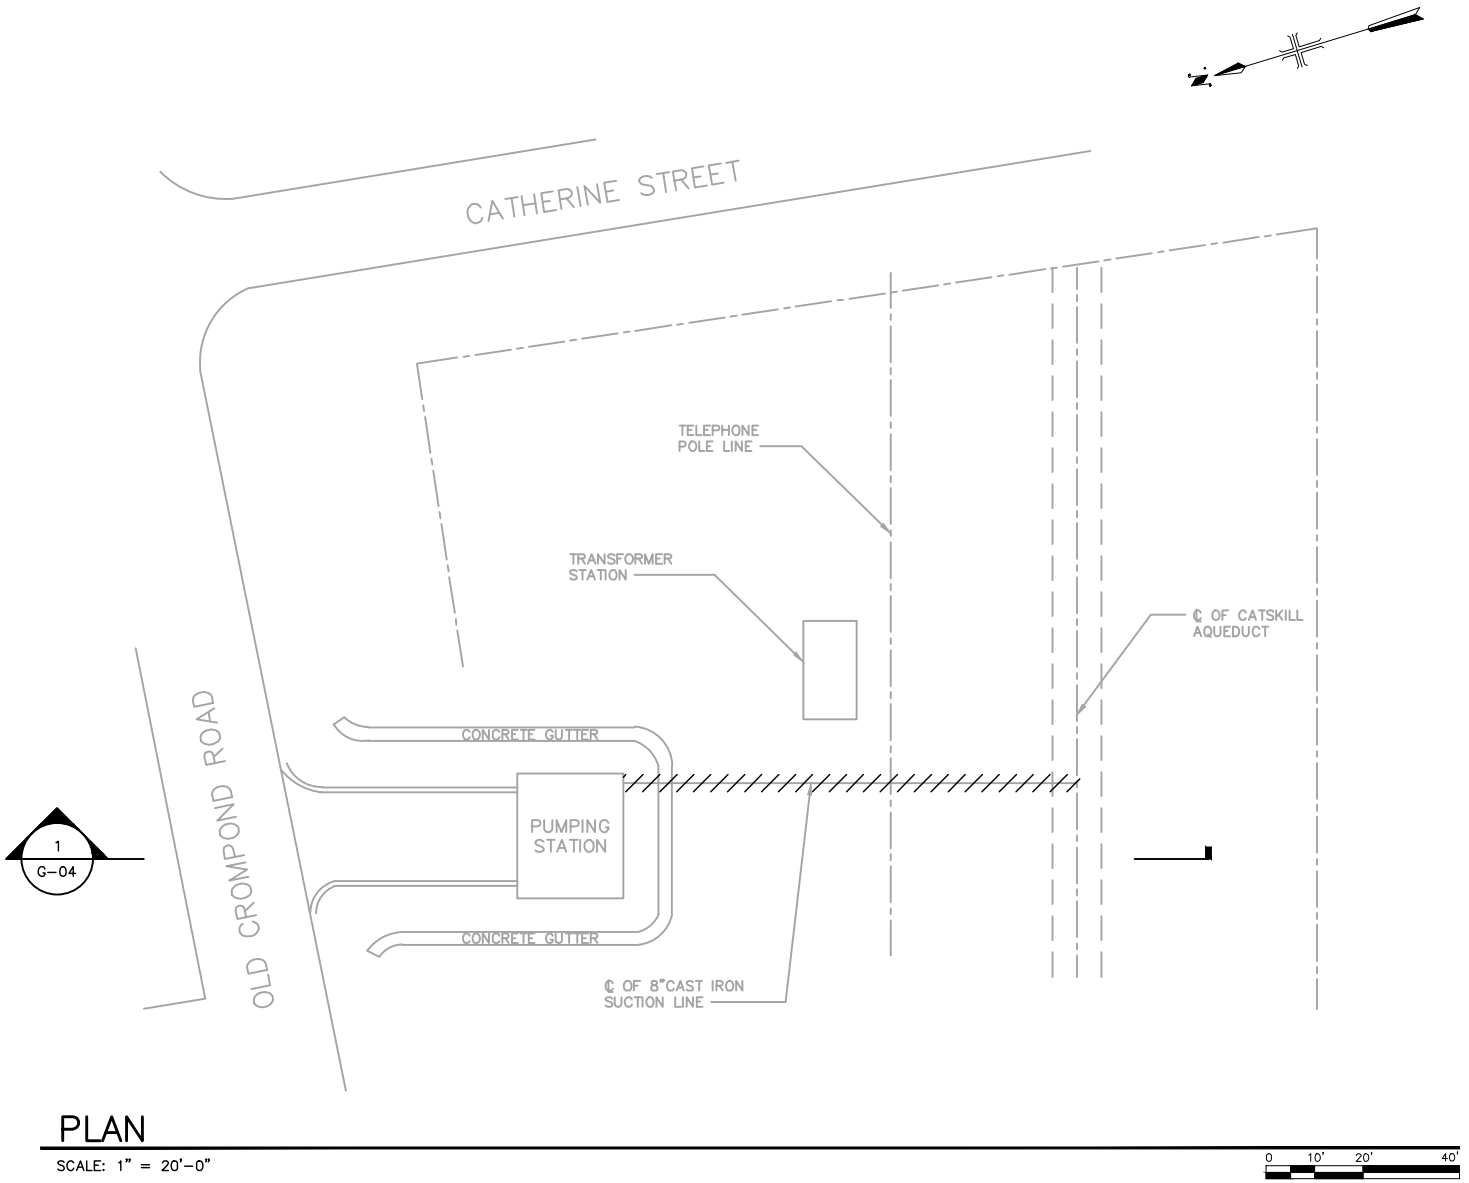 N.
CATHERINE STREET
TELEPHONE
POLE LINE
TRANSFORMER
STATION
℄ OF CATSKILL
AQUEDUCT
OLD CROMPOND ROAD
CONCRETE GUTTER
PUMPING
STATION
1
G-04
CONCRETE GUTTER
℄ OF 8"CAST IRON
SUCTION LINE
PLAN
SCALE: 1" = 20'-0"
0 10' 20' 40'